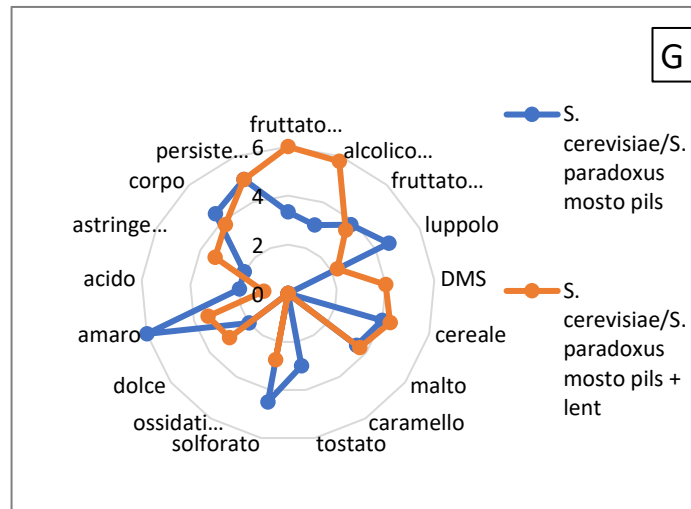 G
fruttato...
persiste...
alcolico...
corpo
fruttato...
astringe...
luppolo
acido
DMS
amaro
cereale
dolce
malto
ossidati...
caramello
solforato
tostato
6
4
2
0
S.
cerevisiae/S.
paradoxus
mosto pils
S.
cerevisiae/S.
paradoxus
mosto pils +
lent